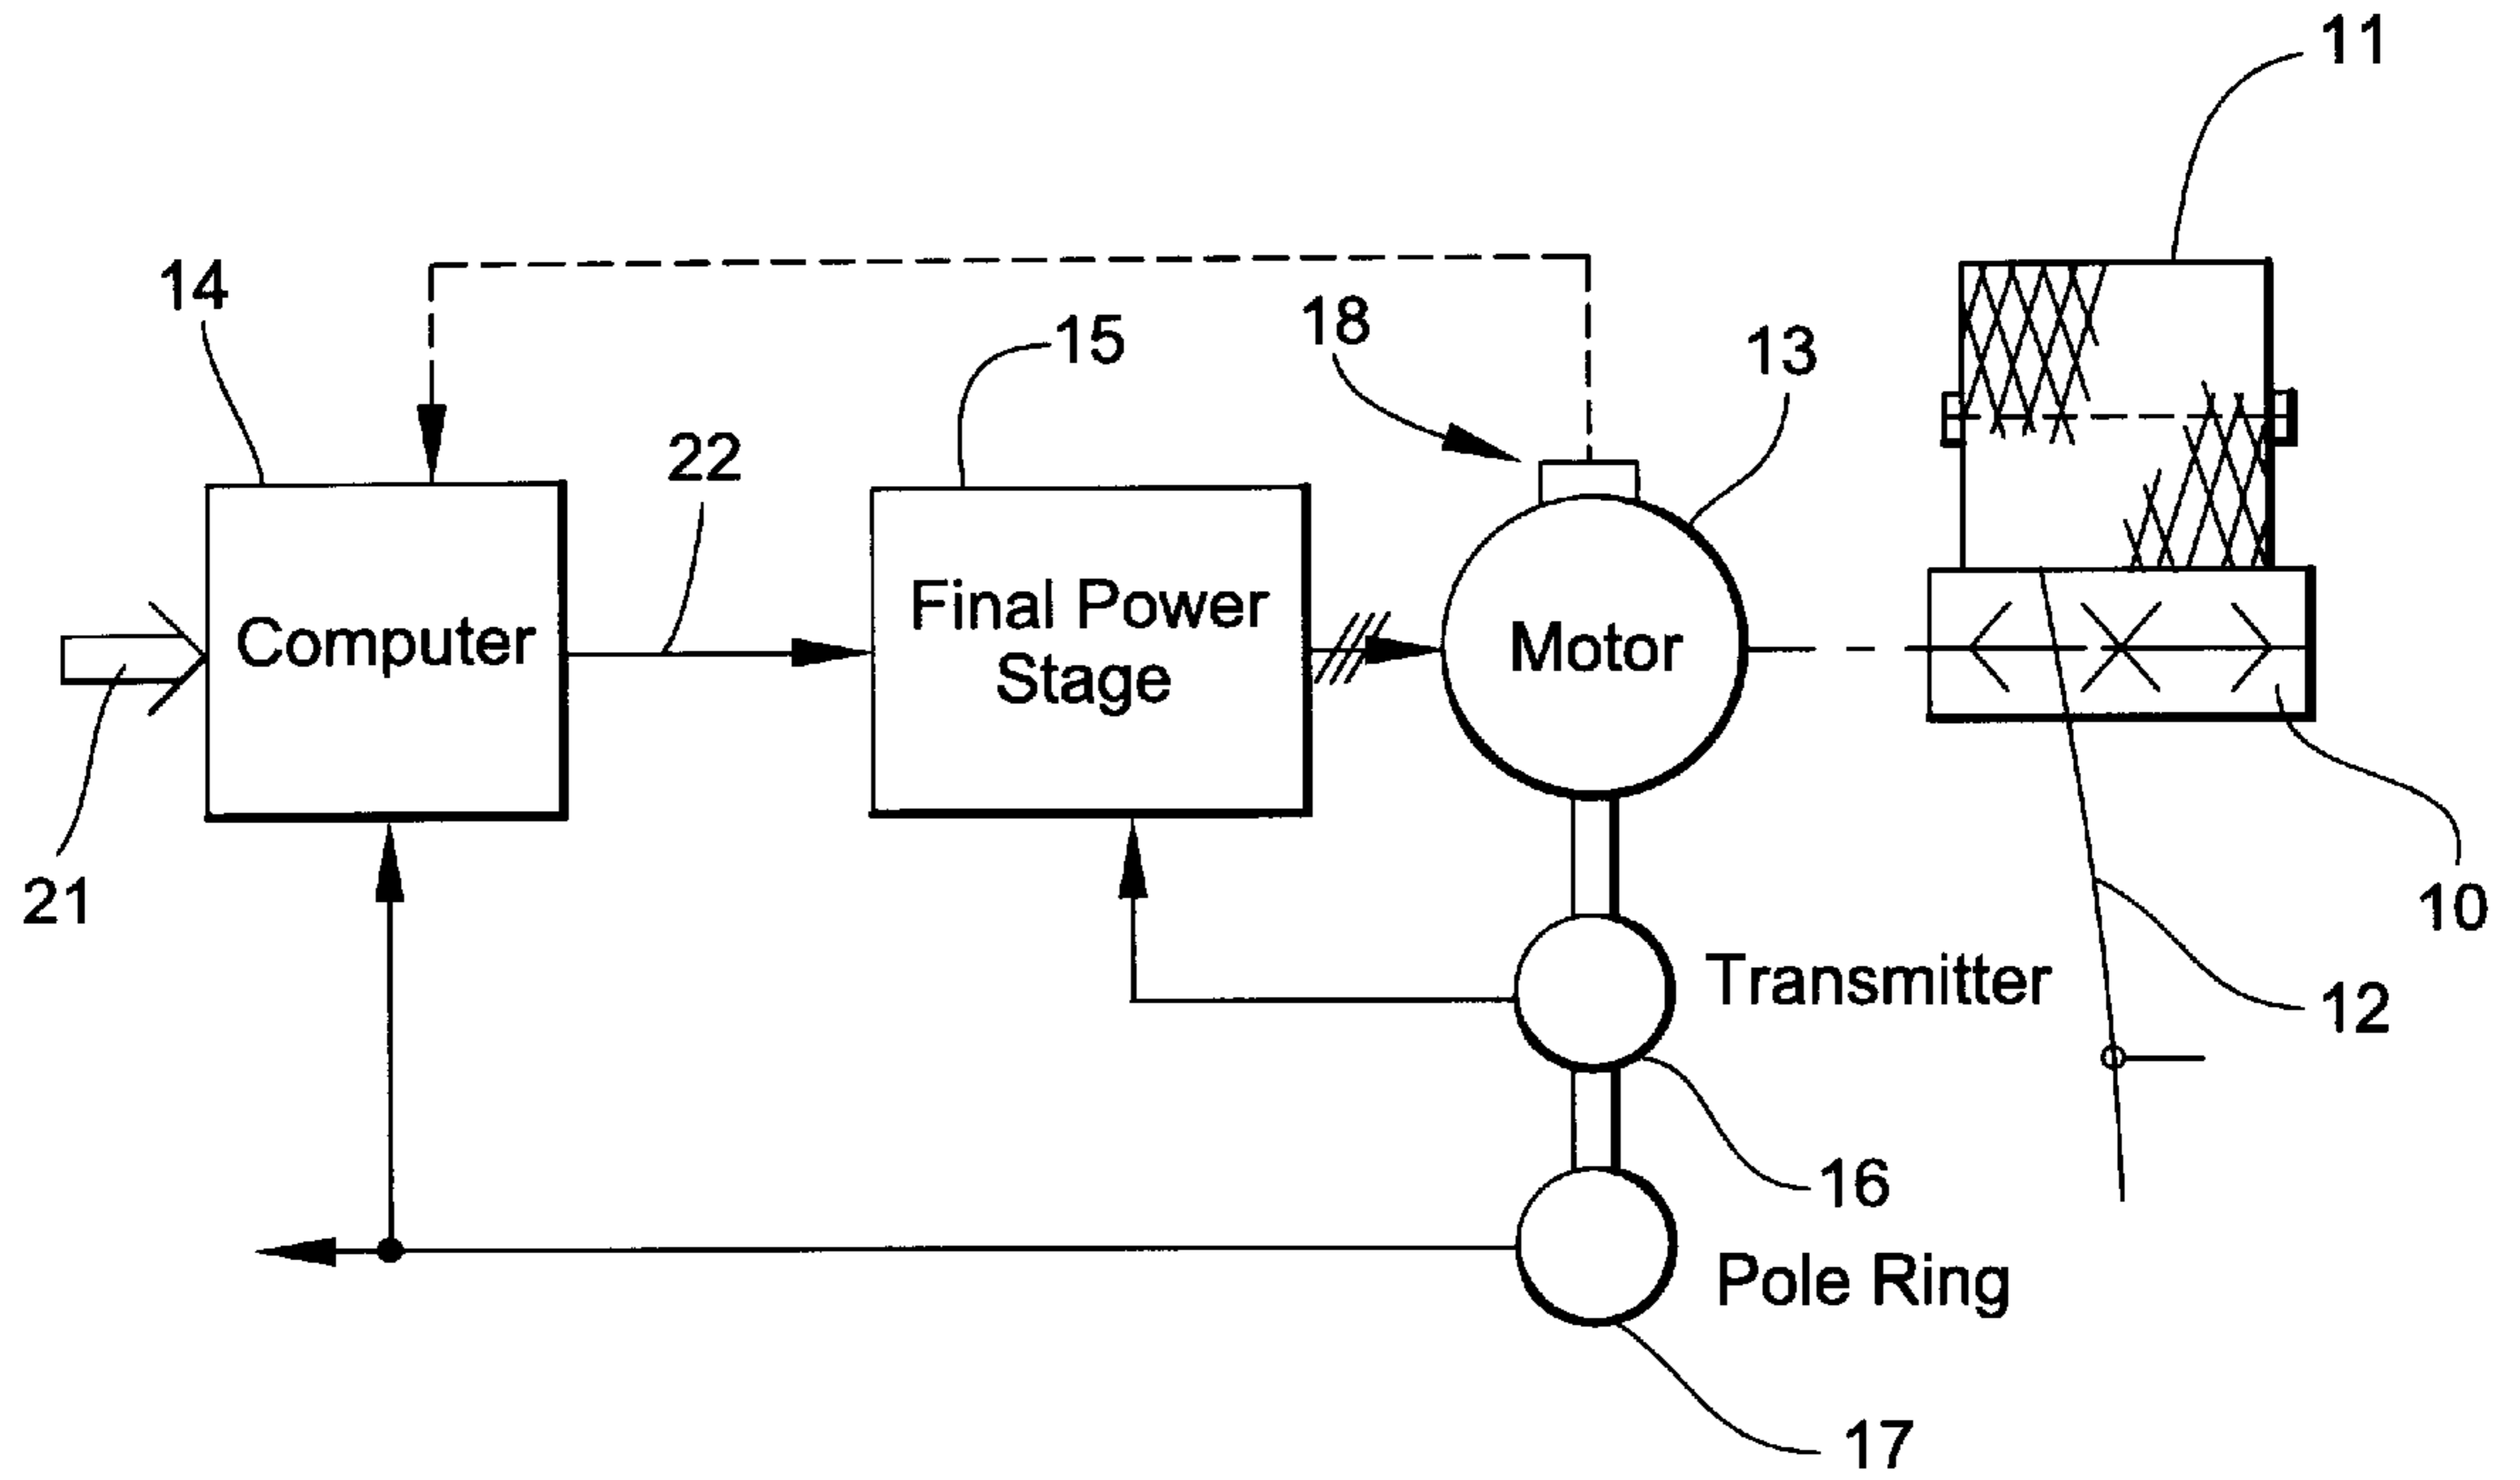 11
14
15
18
13
22
Computer
Final Power
Stage
Motor
21
10
Transmitter
12
16
Pole Ring
17